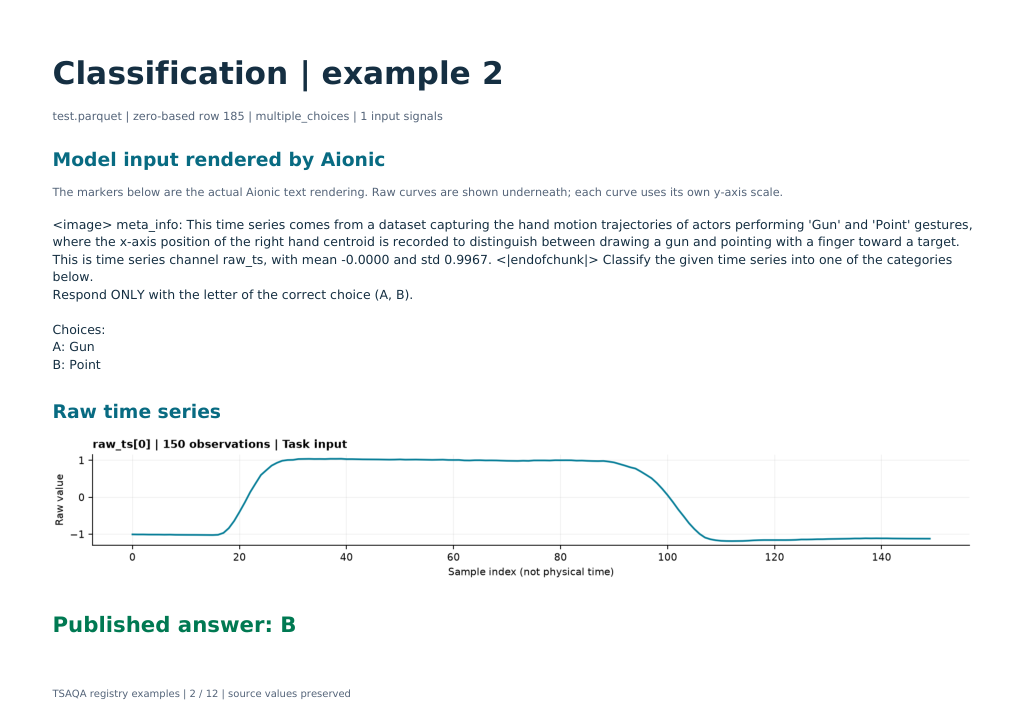 Classification | example 2
test.parquet | zero-based row 185 | multiple_choices | 1 input signals
Model input rendered by Aionic
The markers below are the actual Aionic text rendering. Raw curves are shown underneath; each curve uses its own y-axis scale.
<image> meta_info: This time series comes from a dataset capturing the hand motion trajectories of actors performing 'Gun' and 'Point' gestures,
where the x-axis position of the right hand centroid is recorded to distinguish between drawing a gun and pointing with a finger toward a target.
This is time series channel raw_ts, with mean -0.0000 and std 0.9967. <|endofchunk|> Classify the given time series into one of the categories
below.
Respond ONLY with the letter of the correct choice (A, B).
Choices:
A: Gun
B: Point
Raw time series
raw_ts[0] | 150 observations | Task input
Raw value
1
0
−1
0 20 40 60 80 100 120 140
Sample index (not physical time)
Published answer: B
TSAQA registry examples | 2 / 12 | source values preserved